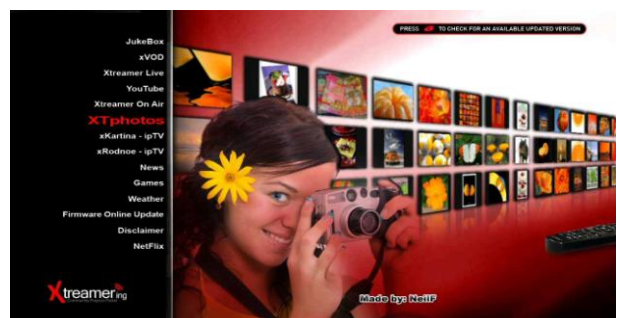 PRESS TO CHECK FOR AN AVAILABLE UPDATED VERSION
JukeBox
xVOD
Xtreamer Live
YouTube
Xtreamer On Air
XTphotos
xKartina - ipTV
xRodnoe - ipTV
News
Games
Weather
Firmware Online Update
Disclaimer
NetFlix
Xtreamering
Made by: NeilF